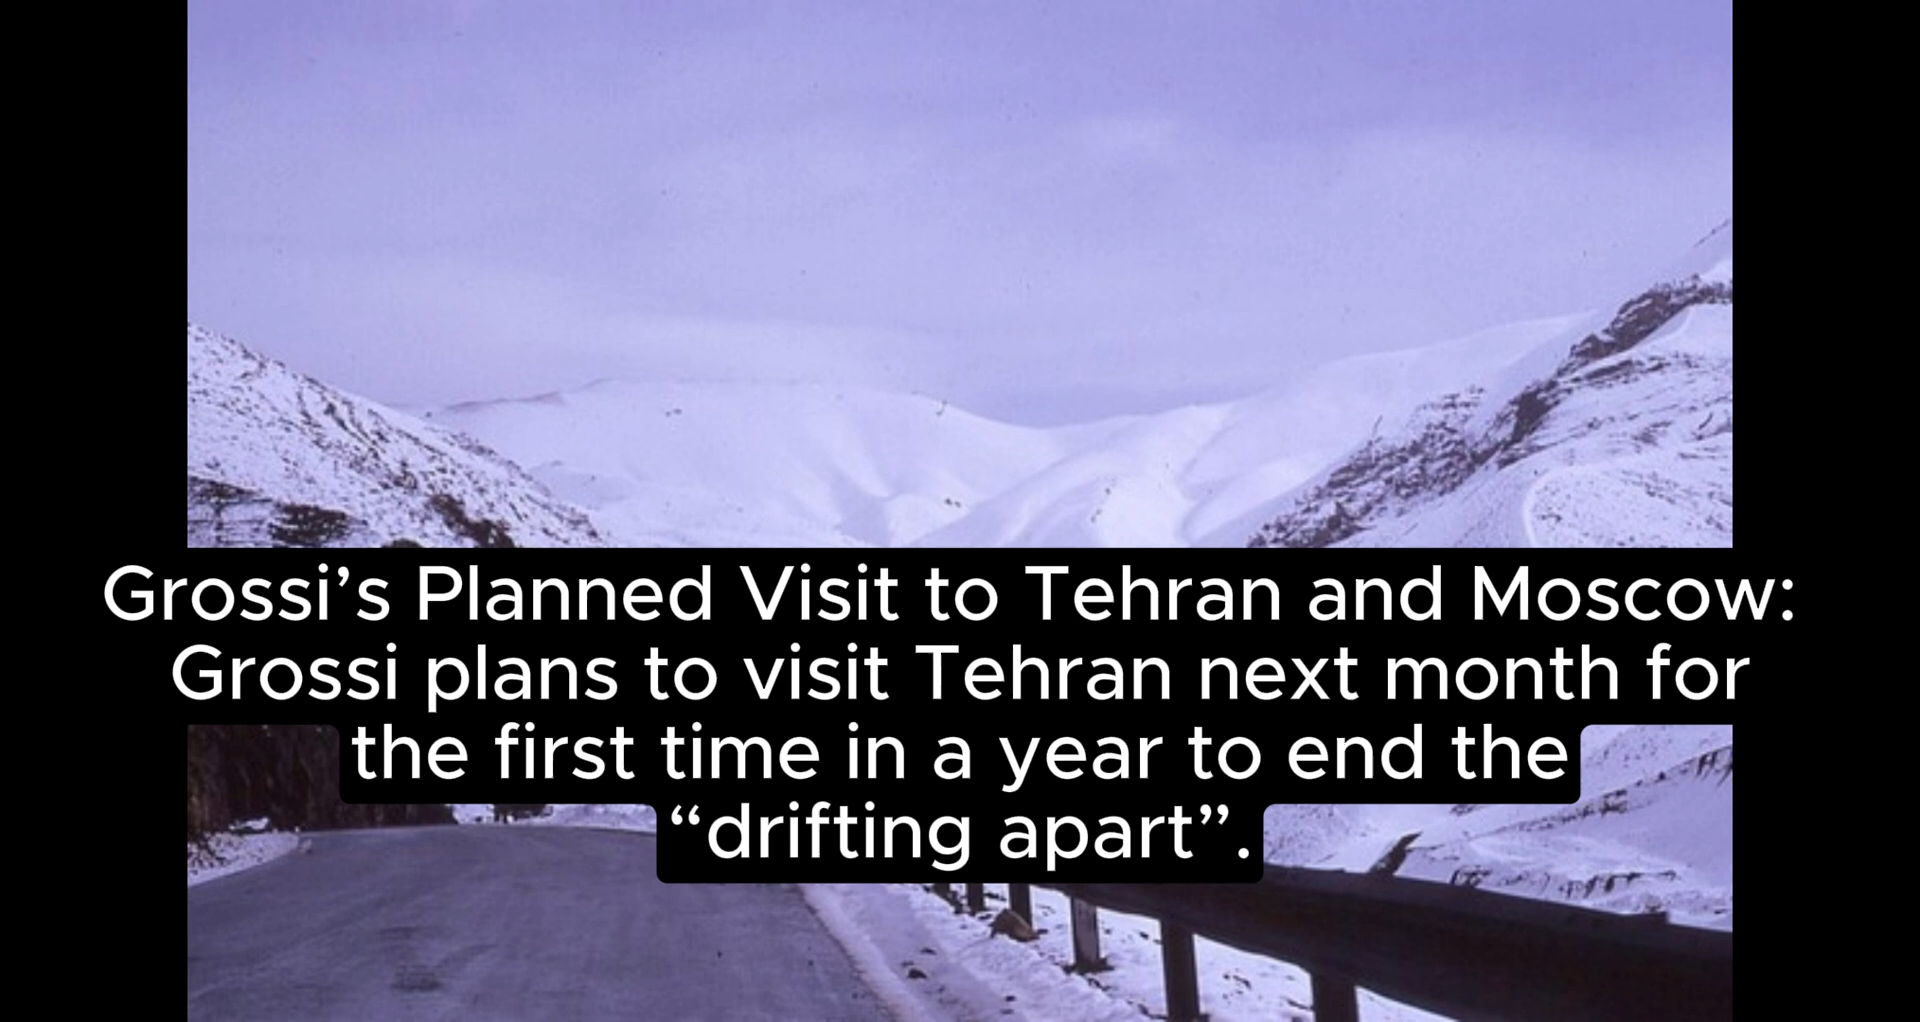 Grossi’s Planned Visit to Tehran and Moscow:
Grossi plans to visit Tehran next month for
the first time in a year to end the
“drifting apart”.